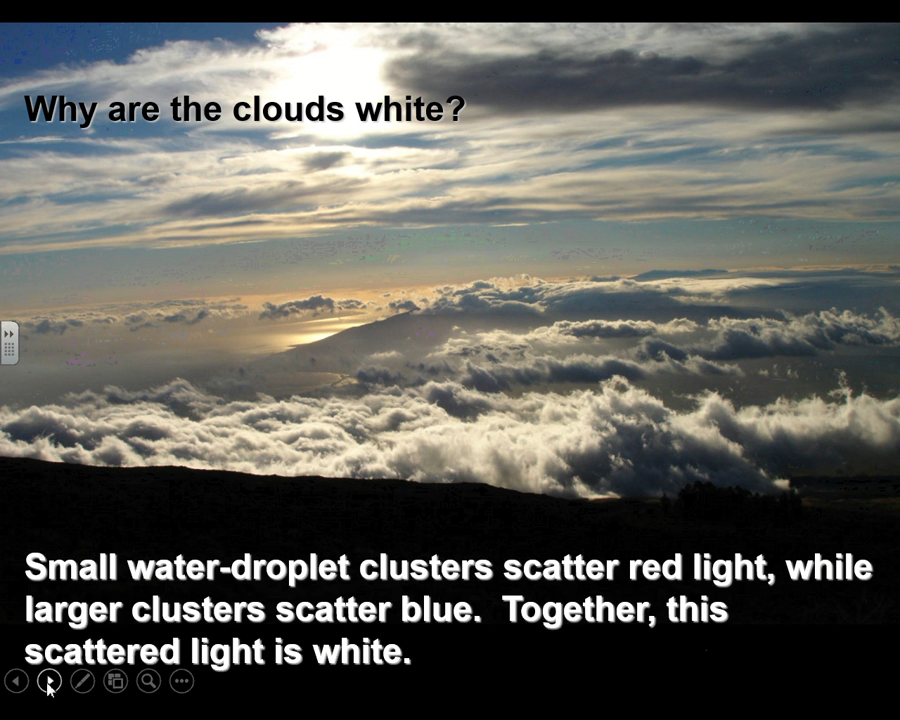 Why are the clouds white?
Small water-droplet clusters scatter red light, while
larger clusters scatter blue.  Together, this
scattered light is white.